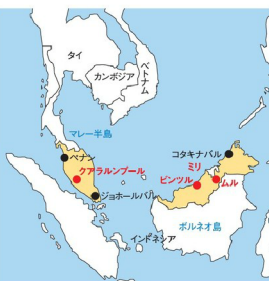 タイ
カンボジア
ベトナム
マレー半島
ペナン
クアラルンプール
ジョホールバル
コタキナバル
ミリ
ビンツル
ムル
ボルネオ島
インドネシア